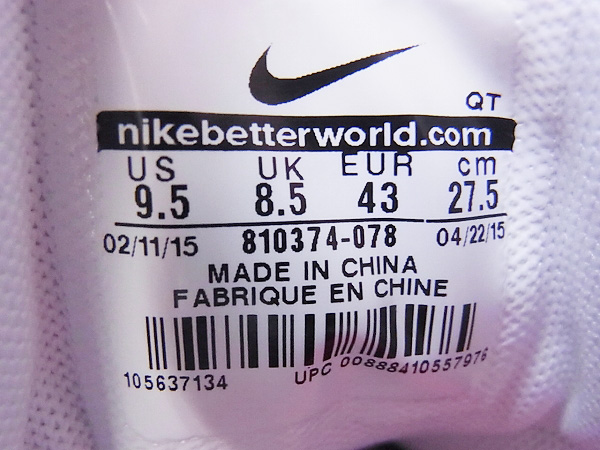 QT
nikebetterworld.com
US UK EUR cm
9.5 8.5 43 27.5
02/11/15 810374-078 04/22/15
MADE IN CHINA
FABRIQUE EN CHINE
105637134 UPC 00888410557976